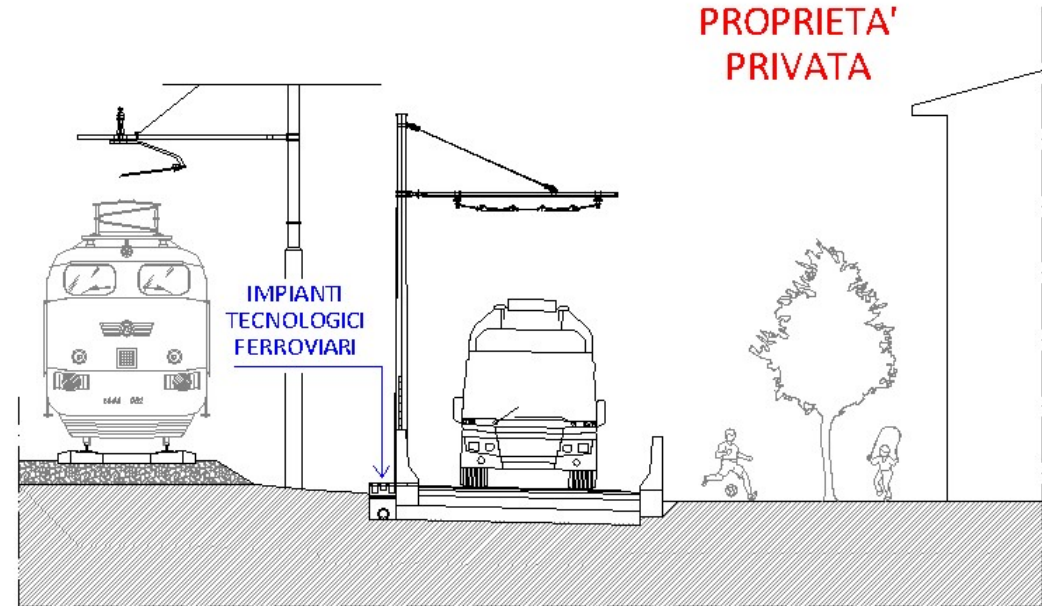 PROPRIETA'
PRIVATA
IMPIANTI
TECNOLOGICI
FERROVIARI